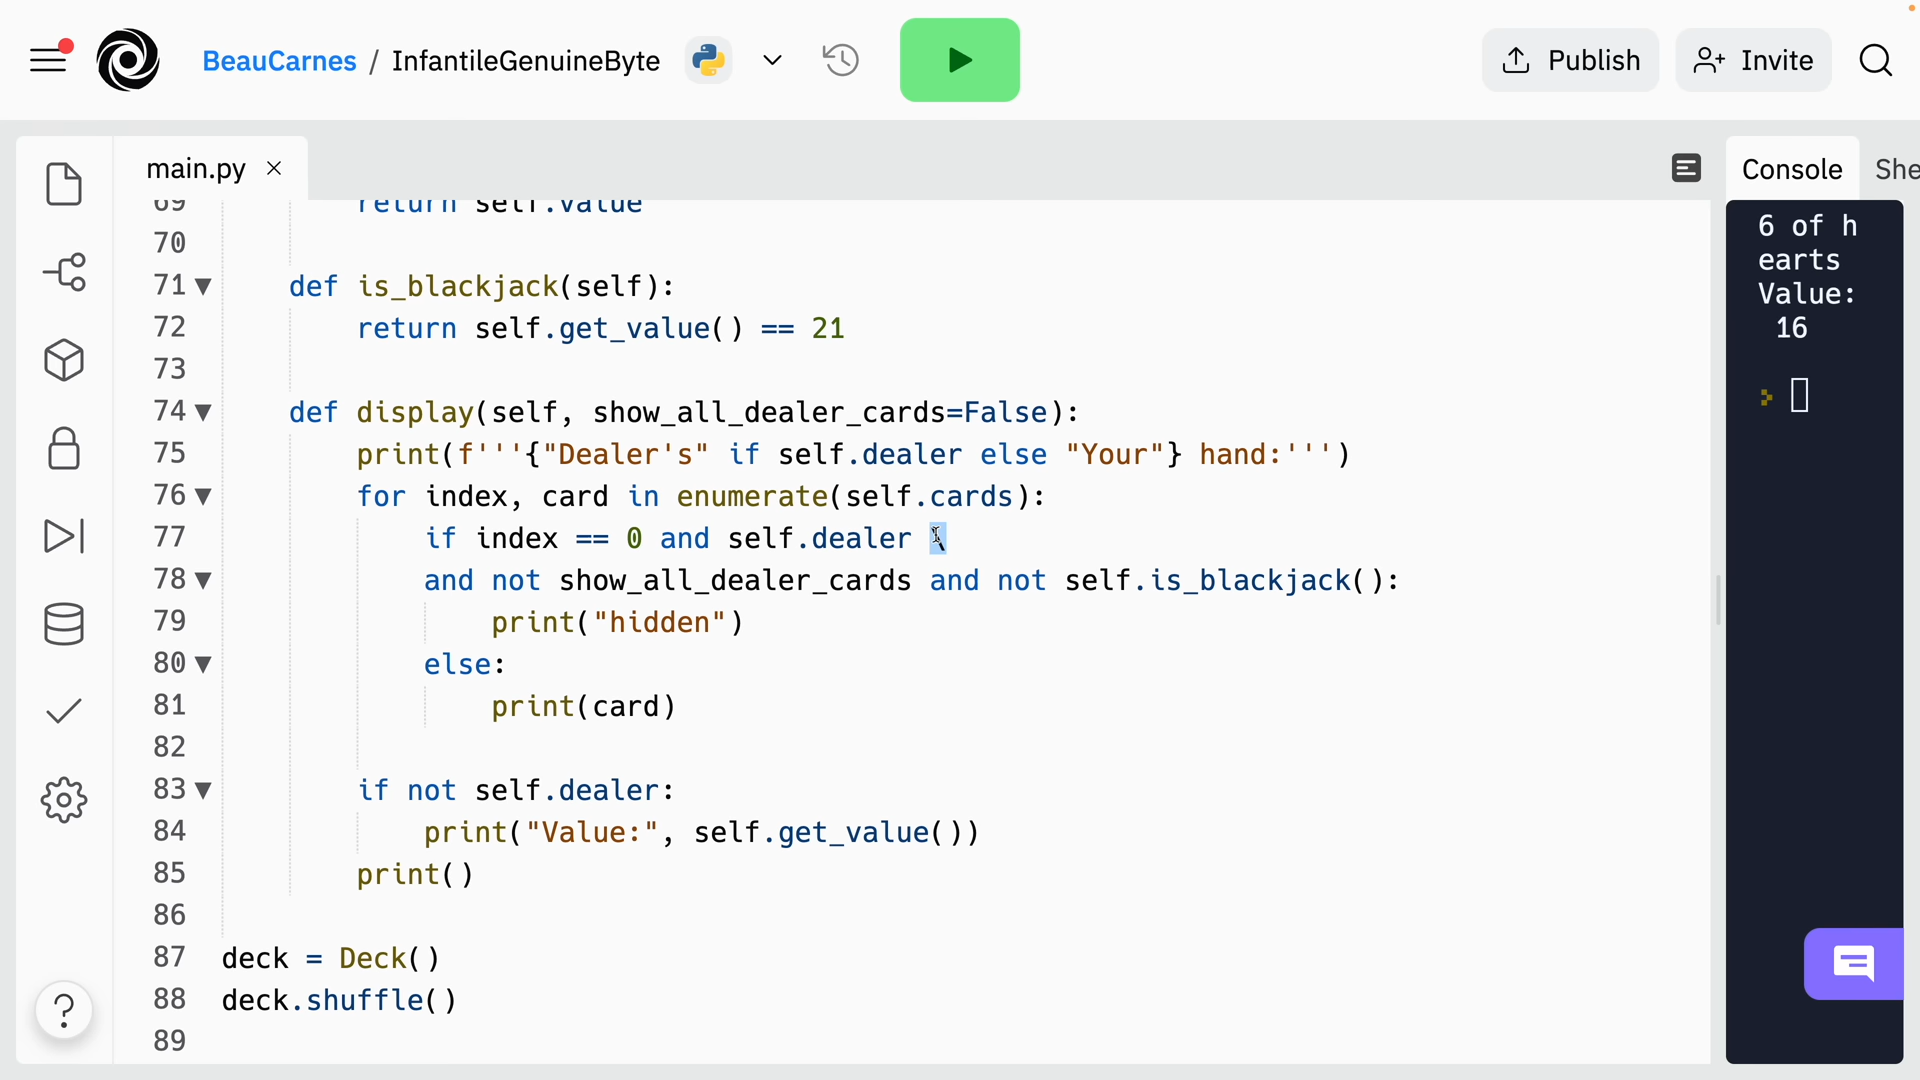 BeauCarnes / InfantileGenuineByte
Publish
Invite
main.py
Console
She
69 return self.value
70
71 def is_blackjack(self):
72 return self.get_value() == 21
73
74 def display(self, show_all_dealer_cards=False):
75 print(f'''{"Dealer's" if self.dealer else "Your"} hand:''')
76 for index, card in enumerate(self.cards):
77 if index == 0 and self.dealer \
78 and not show_all_dealer_cards and not self.is_blackjack():
79 print("hidden")
80 else:
81 print(card)
82
83 if not self.dealer:
84 print("Value:", self.get_value())
85 print()
86
87 deck = Deck()
88 deck.shuffle()
89
6 of h
earts
Value:
16
?